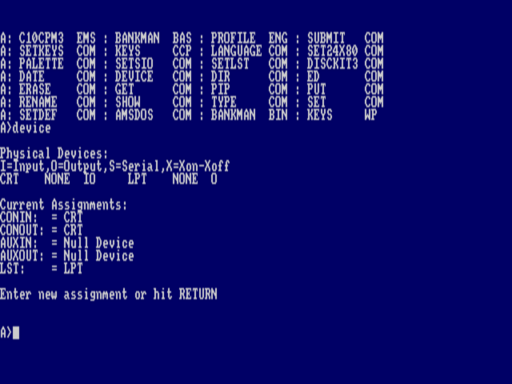 A: C10CPM3  EMS : BANKMAN  BAS : PROFILE  ENG : SUBMIT   COM
A: SETKEYS  COM : KEYS     CCP : LANGUAGE COM : SET24X80 COM
A: PALETTE  COM : SETSIO   COM : SETLST   COM : DISCKIT3 COM
A: DATE     COM : DEVICE   COM : DIR      COM : ED       COM
A: ERASE    COM : GET      COM : PIP      COM : PUT      COM
A: RENAME   COM : SHOW     COM : TYPE     COM : SET      COM
A: SETDEF   COM : AMSDOS   COM : BANKMAN  BIN : KEYS     WP
A>device
Physical Devices:
I=Input,O=Output,S=Serial,X=Xon-Xoff
CRT    NONE  IO     LPT    NONE  O
Current Assignments:
CONIN:  = CRT
CONOUT: = CRT
AUXIN:  = Null Device
AUXOUT: = Null Device
LST:    = LPT
Enter new assignment or hit RETURN
A>